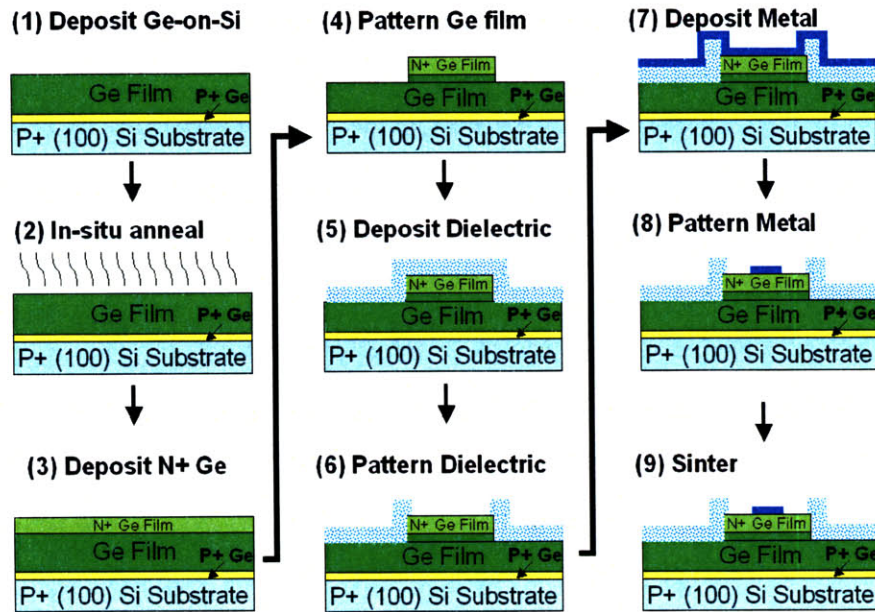 (1) Deposit Ge-on-Si
Ge Film
P+ Ge
P+ (100) Si Substrate
(2) In-situ anneal
Ge Film
P+ Ge
P+ (100) Si Substrate
(3) Deposit N+ Ge
N+ Ge Film
Ge Film
P+ Ge
P+ (100) Si Substrate
(4) Pattern Ge film
N+ Ge Film
Ge Film
P+ Ge
P+ (100) Si Substrate
(5) Deposit Dielectric
N+ Ge Film
Ge Film
P+ Ge
P+ (100) Si Substrate
(6) Pattern Dielectric
N+ Ge Film
Ge Film
P+ Ge
P+ (100) Si Substrate
(7) Deposit Metal
N+ Ge Film
Ge Film
P+ Ge
P+ (100) Si Substrate
(8) Pattern Metal
N+ Ge Film
Ge Film
P+ Ge
P+ (100) Si Substrate
(9) Sinter
N+ Ge Film
Ge Film
P+ Ge
P+ (100) Si Substrate